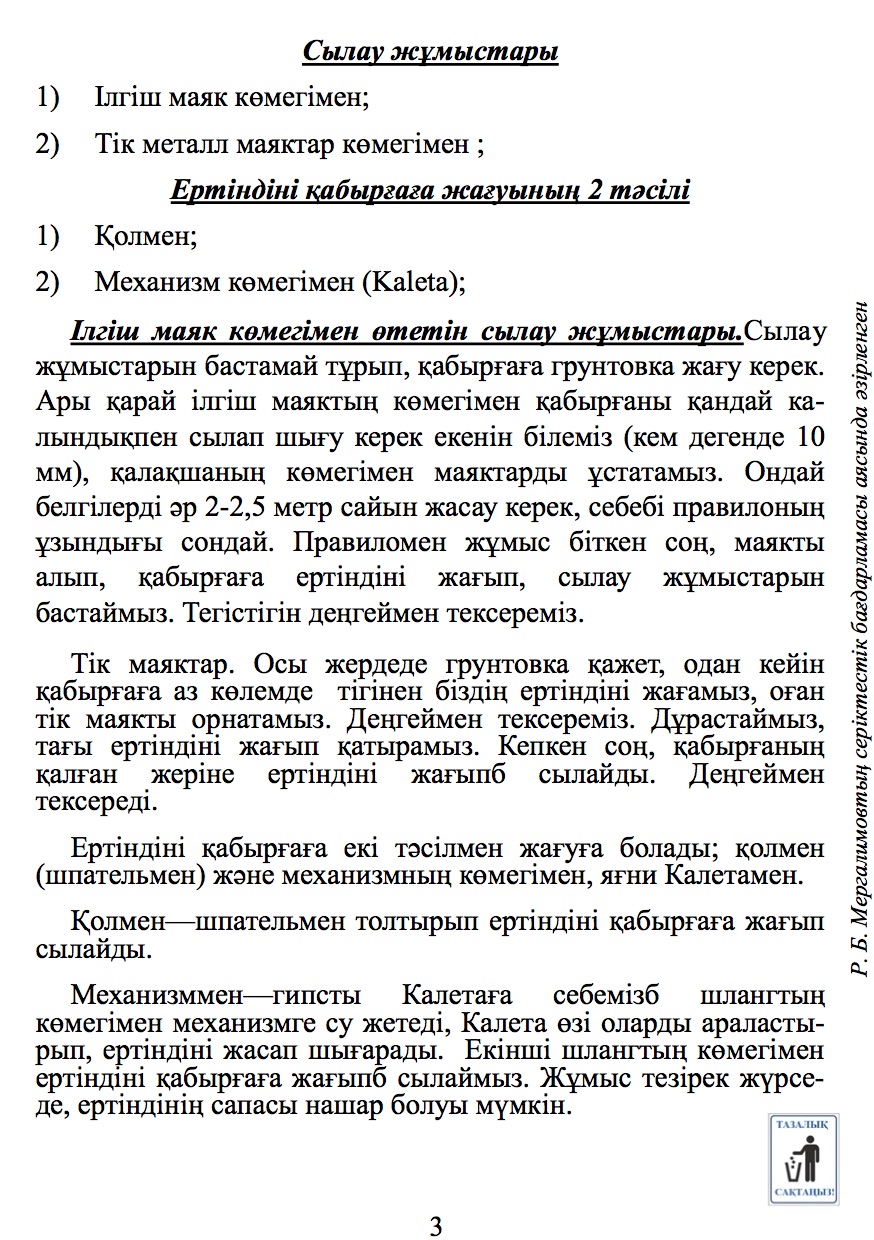 Сылау жұмыстары
1) Ілгіш маяк көмегімен;
2) Тік металл маяктар көмегімен ;
Ертіндіні қабырғаға жағуының 2 тәсілі
1) Қолмен;
2) Механизм көмегімен (Kaleta);
Ілгіш маяк көмегімен өтетін сылау жұмыстары.Сылау
жұмыстарын бастамай тұрып, қабырғаға грунтовка жағу керек.
Ары қарай ілгіш маяктың көмегімен қабырғаны қандай ка-
лындықпен сылап шығу керек екенін білеміз (кем дегенде 10
мм), қалақшаның көмегімен маяктарды ұстатамыз. Ондай
белгілерді әр 2-2,5 метр сайын жасау керек, себебі правилоның
ұзындығы сондай. Правиломен жұмыс біткен соң, маякты
алып, қабырғаға ертіндіні жағып, сылау жұмыстарын
бастаймыз. Тегістігін деңгеймен тексереміз.
Тік маяктар. Осы жердеде грунтовка қажет, одан кейін
қабырғаға аз көлемде тігінен біздің ертіндіні жағамыз, оған
тік маякты орнатамыз. Деңгеймен тексереміз. Дұрастаймыз,
тағы ертіндіні жағып қатырамыз. Кепкен соң, қабырғаның
қалған жеріне ертіндіні жағыпб сылайды. Деңгеймен
тексереді.
Ертіндіні қабырғаға екі тәсілмен жағуға болады; қолмен
(шпательмен) және механизмның көмегімен, яғни Калетамен.
Қолмен—шпательмен толтырып ертіндіні қабырғаға жағып
сылайды.
Механизммен—гипсты Калетаға себемізб шлангтың
көмегімен механизмге су жетеді, Калета өзі оларды араласты-
рып, ертіндіні жасап шығарады. Екінші шлангтың көмегімен
ертіндіні қабырғаға жағыпб сылаймыз. Жұмыс тезірек жүрсе-
де, ертіндінің сапасы нашар болуы мүмкін.
Р. Б. Мергалимовтың серіктестік бағдарламасы аясында әзірленген
ТАЗАЛЫҚ
САҚТАҢЫЗ!
3